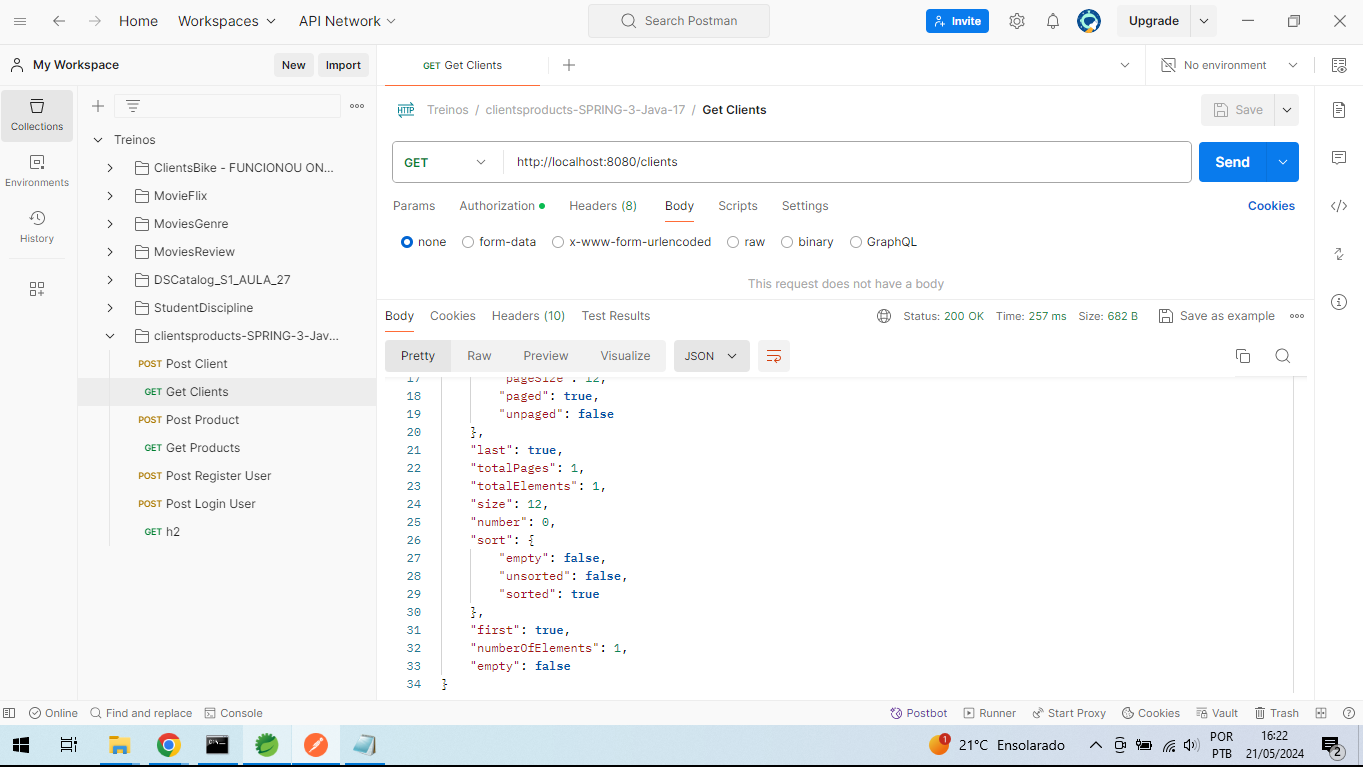 Home Workspaces API Network Search Postman Invite Upgrade
My Workspace New Import GET Get Clients No environment
Collections
Environments
History
Treinos
ClientsBike - FUNCIONOU ON...
MovieFlix
MoviesGenre
MoviesReview
DSCatalog_S1_AULA_27
StudentDiscipline
clientsproducts-SPRING-3-Jav...
POST Post Client
GET Get Clients
POST Post Product
GET Get Products
POST Post Register User
POST Post Login User
GET h2
HTTP Treinos / clientsproducts-SPRING-3-Java-17 / Get Clients Save
GET http://localhost:8080/clients Send
Params Authorization Headers (8) Body Scripts Settings Cookies
none form-data x-www-form-urlencoded raw binary GraphQL
This request does not have a body
Body Cookies Headers (10) Test Results Status: 200 OK Time: 257 ms Size: 682 B Save as example
Pretty Raw Preview Visualize JSON
17 "pageSize": 12,
18 "paged": true,
19 "unpaged": false
20 },
21 "last": true,
22 "totalPages": 1,
23 "totalElements": 1,
24 "size": 12,
25 "number": 0,
26 "sort": {
27 "empty": false,
28 "unsorted": false,
29 "sorted": true
30 },
31 "first": true,
32 "numberOfElements": 1,
33 "empty": false
34 }
Online Find and replace Console Postbot Runner Start Proxy Cookies Vault Trash
1 21°C Ensolarado POR PTB 16:22 21/05/2024 2